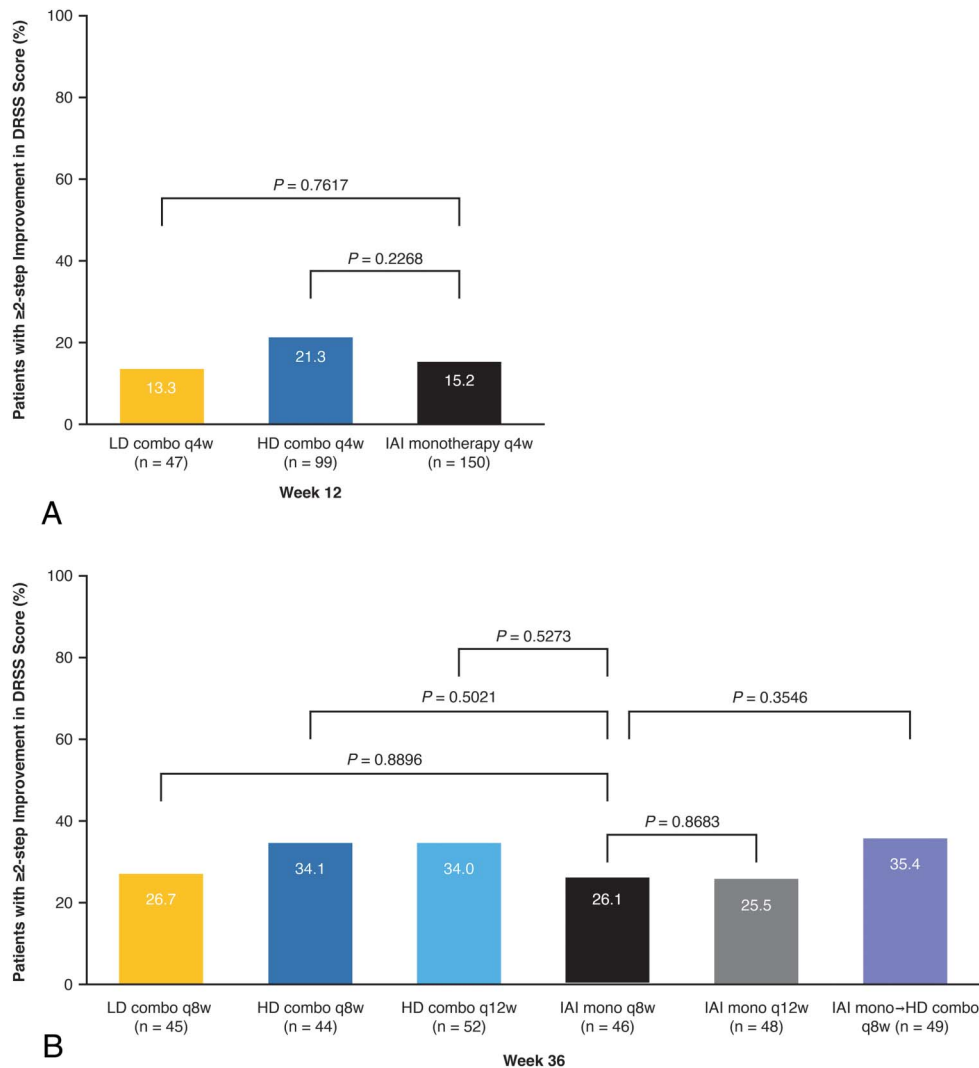 Patients with ≥2-step Improvement in DRSS Score (%)
100
80
60
40
20
0
P = 0.7617
P = 0.2268
13.3
21.3
15.2
LD combo q4w
(n = 47)
HD combo q4w
(n = 99)
IAI monotherapy q4w
(n = 150)
Week 12
A
Patients with ≥2-step Improvement in DRSS Score (%)
100
80
60
40
20
0
P = 0.5273
P = 0.5021
P = 0.3546
P = 0.8896
P = 0.8683
26.7
34.1
34.0
26.1
25.5
35.4
LD combo q8w
(n = 45)
HD combo q8w
(n = 44)
HD combo q12w
(n = 52)
IAI mono q8w
(n = 46)
IAI mono q12w
(n = 48)
IAI mono→HD combo
q8w (n = 49)
Week 36
B